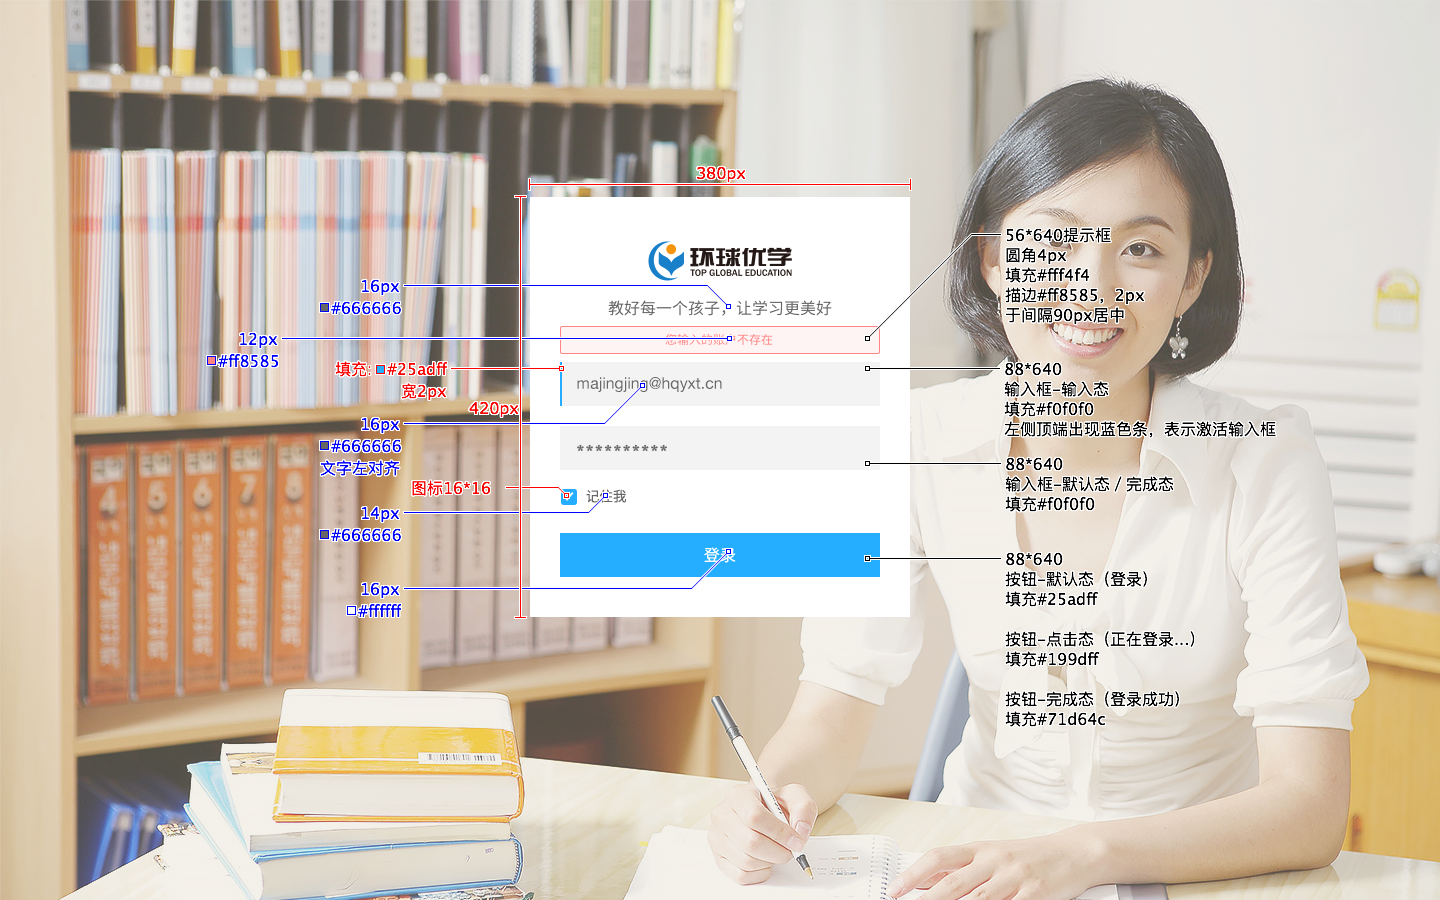 380px
环球优学
TOP GLOBAL EDUCATION
教好每一个孩子，让学习更美好
您输入的账户不存在
majingjing@hqyxt.cn
**********
记住我
登录
16px
#666666
12px
#ff8585
填充: #25adff
宽2px
420px
16px
#666666
文字左对齐
图标16*16
14px
#666666
16px
#ffffff
56*640提示框
圆角4px
填充#fff4f4
描边#ff8585，2px
于间隔90px居中
88*640
输入框-输入态
填充#f0f0f0
左侧顶端出现蓝色条，表示激活输入框
88*640
输入框-默认态 / 完成态
填充#f0f0f0
88*640
按钮-默认态（登录）
填充#25adff
按钮-点击态（正在登录...）
填充#199dff
按钮-完成态（登录成功）
填充#71d64c
4
5
6
7
8